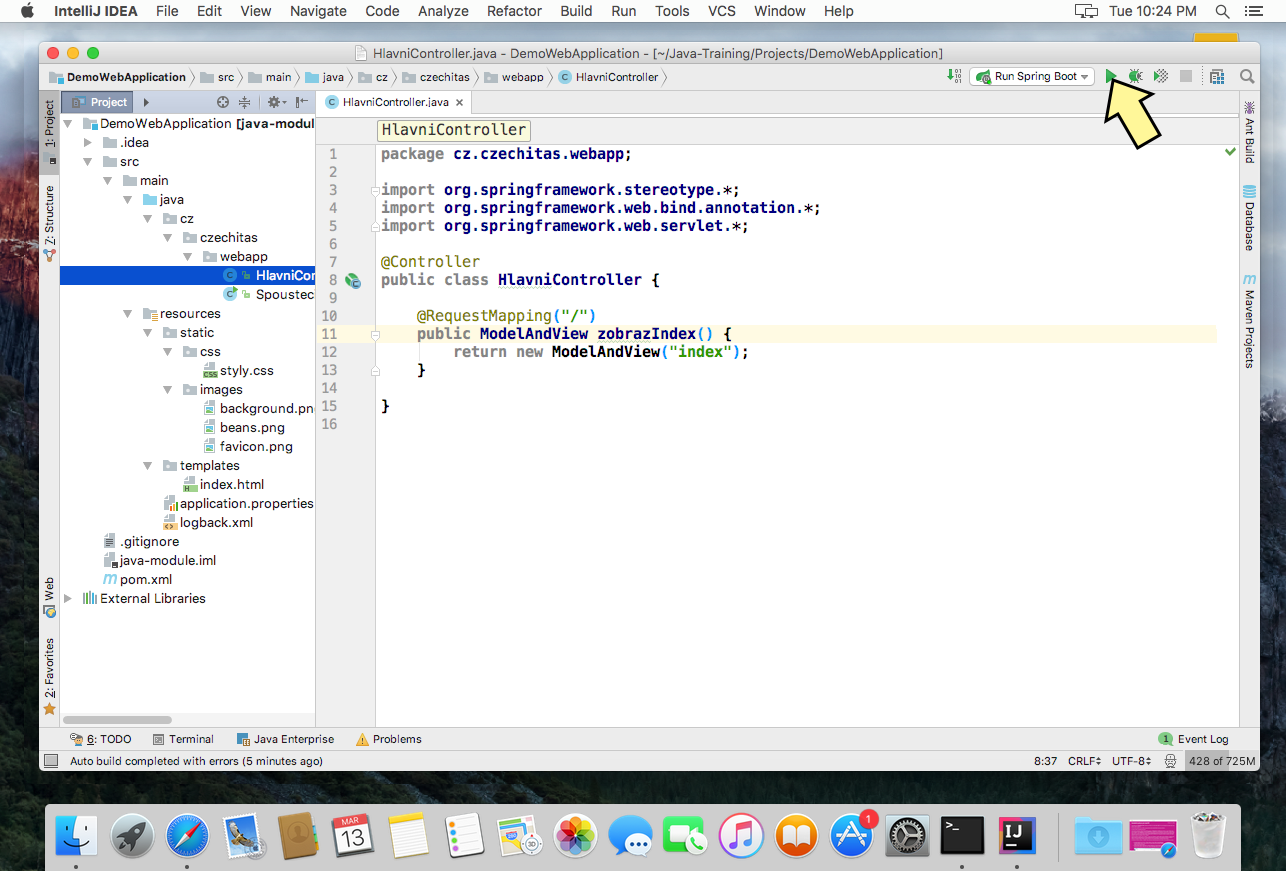 IntelliJ IDEA File Edit View Navigate Code Analyze Refactor Build Run Tools VCS Window Help Tue 10:24 PM
HlavniController.java - DemoWebApplication - [~/Java-Training/Projects/DemoWebApplication]
DemoWebApplication src main java cz czechitas webapp HlavniController Run Spring Boot
Project HlavniController.java
1: Project
Z: Structure
Web
2: Favorites
DemoWebApplication [java-modul
.idea
src
main
java
cz
czechitas
webapp
HlavniCon
Spoustec
resources
static
css
styly.css
images
background.pn
beans.png
favicon.png
templates
index.html
application.properties
logback.xml
.gitignore
java-module.iml
pom.xml
External Libraries
HlavniController
1 package cz.czechitas.webapp;
2
3 import org.springframework.stereotype.*;
4 import org.springframework.web.bind.annotation.*;
5 import org.springframework.web.servlet.*;
6
7 @Controller
8 public class HlavniController {
9
10 @RequestMapping("/")
11 public ModelAndView zobrazIndex() {
12 return new ModelAndView("index");
13 }
14
15 }
16
Ant Build
Database
Maven Projects
6: TODO Terminal Java Enterprise Problems 1 Event Log
Auto build completed with errors (5 minutes ago) 8:37 CRLF UTF-8 428 of 725M
MAR
13
3D
1
>_
IJ